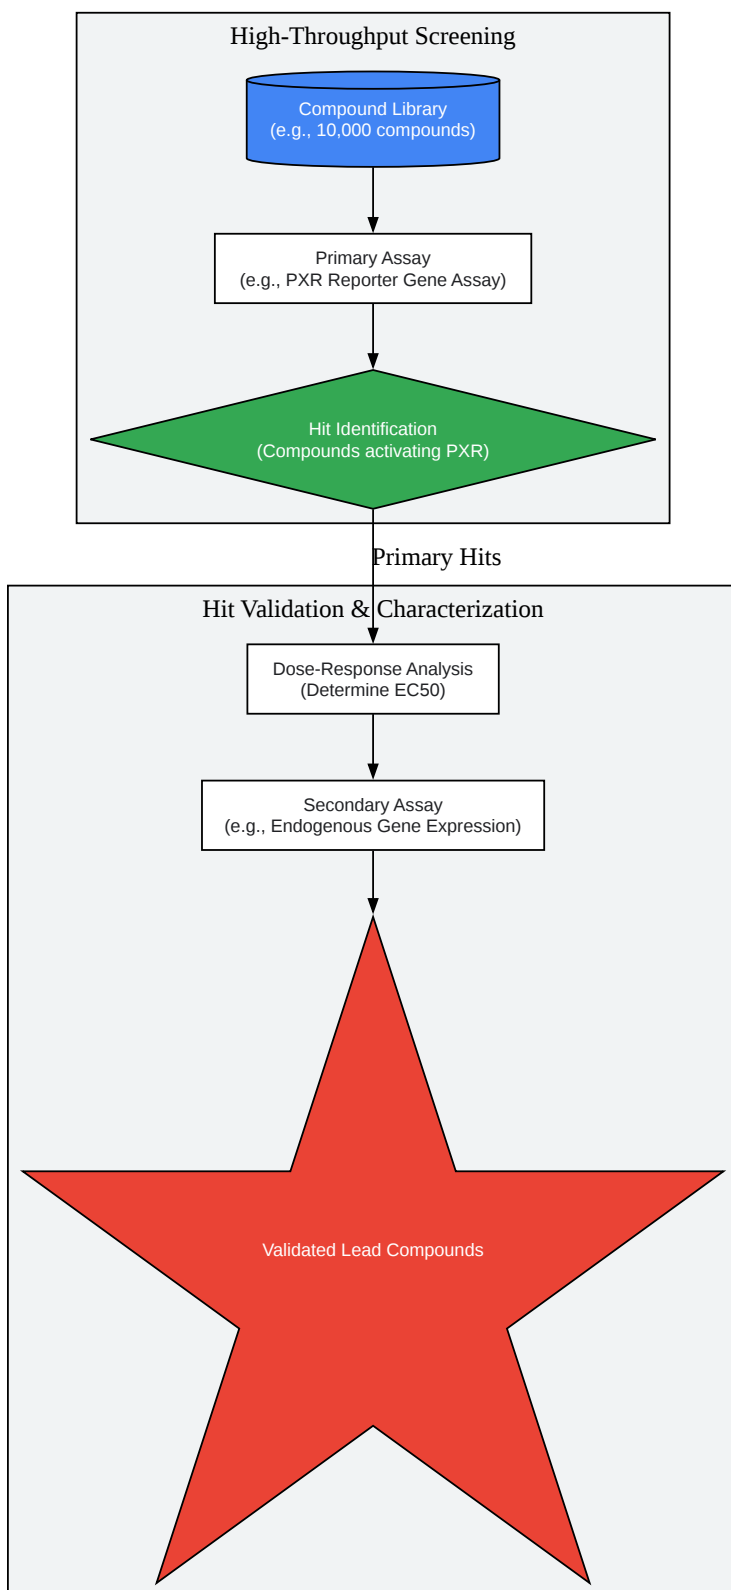 High-Throughput Screening
Compound Library
(e.g., 10,000 compounds)
Primary Assay
(e.g., PXR Reporter Gene Assay)
Hit Identification
(Compounds activating PXR)
Primary Hits
Hit Validation & Characterization
Dose-Response Analysis
(Determine EC50)
Secondary Assay
(e.g., Endogenous Gene Expression)
Validated Lead Compounds